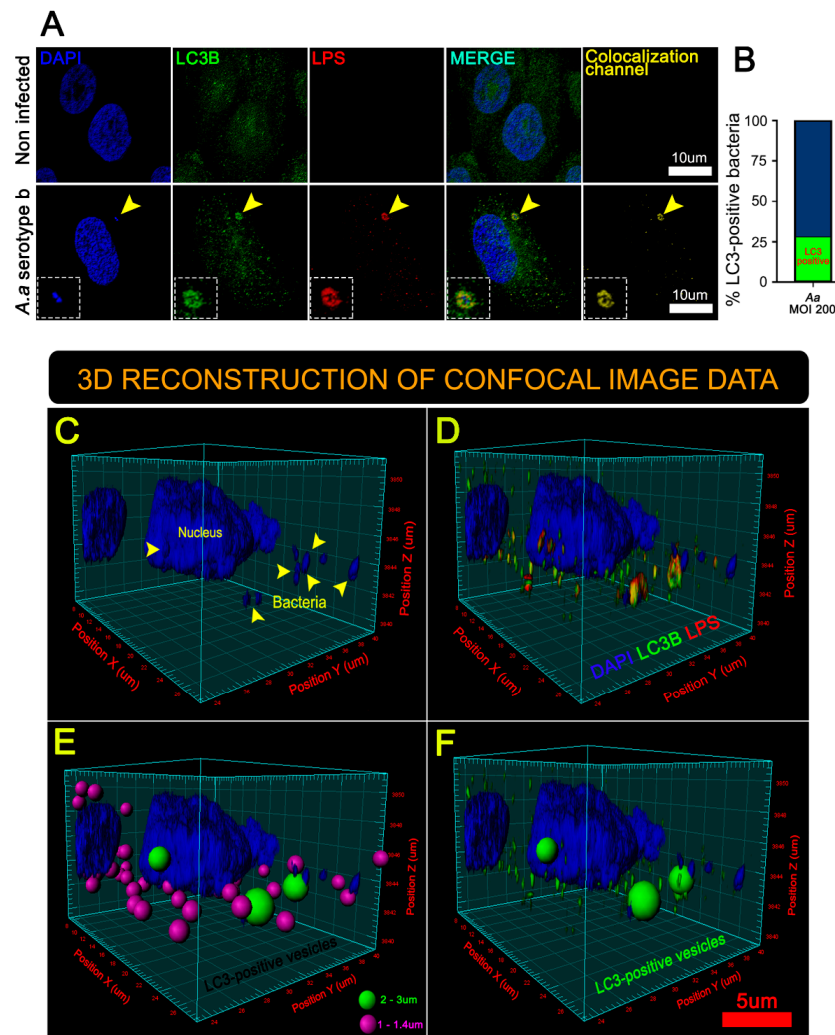 A
DAPI
LC3B
LPS
MERGE
Colocalization
channel
Non infected
10um
A.a serotype b
10um
B
% LC3-positive bacteria
100
75
50
25
0
LC3
positive
Aa
MOI 200
3D RECONSTRUCTION OF CONFOCAL IMAGE DATA
C
Nucleus
Bacteria
Position X (um)
Position Y (um)
Position Z (um)
D
DAPI LC3B LPS
Position X (um)
Position Y (um)
Position Z (um)
E
LC3-positive vesicles
Position X (um)
Position Y (um)
Position Z (um)
2 - 3um
1 - 1.4um
F
LC3-positive vesicles
Position X (um)
Position Y (um)
Position Z (um)
5um